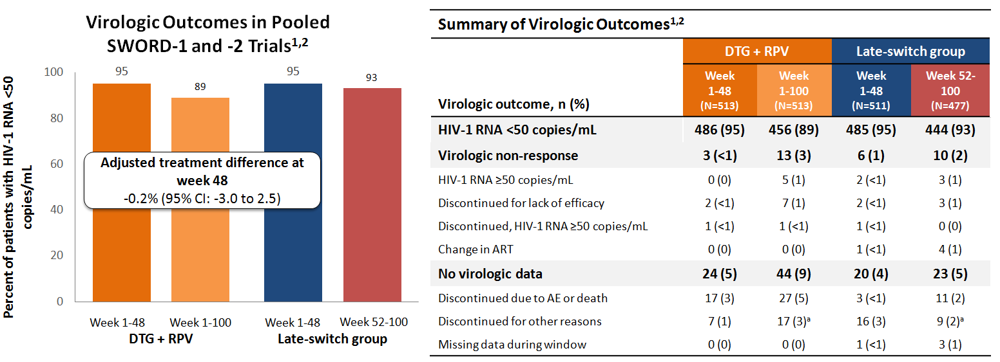 Virologic Outcomes in Pooled
SWORD-1 and -2 Trials1,2
Percent of patients with HIV-1 RNA <50
copies/mL
100
80
60
40
20
0
95
89
95
93
Adjusted treatment difference at
week 48
-0.2% (95% CI: -3.0 to 2.5)
Week 1-48 Week 1-100 Week 1-48 Week 52-100
DTG + RPV Late-switch group
Summary of Virologic Outcomes1,2
DTG + RPV Late-switch group
Virologic outcome, n (%)
Week
1-48
(N=513)
Week
1-100
(N=513)
Week
1-48
(N=511)
Week 52-
100
(N=477)
HIV-1 RNA <50 copies/mL 486 (95) 456 (89) 485 (95) 444 (93)
Virologic non-response 3 (<1) 13 (3) 6 (1) 10 (2)
HIV-1 RNA ≥50 copies/mL 0 (0) 5 (1) 2 (<1) 3 (1)
Discontinued for lack of efficacy 2 (<1) 7 (1) 2 (<1) 3 (1)
Discontinued, HIV-1 RNA ≥50 copies/mL 1 (<1) 1 (<1) 1 (<1) 0 (0)
Change in ART 0 (0) 0 (0) 1 (<1) 4 (1)
No virologic data 24 (5) 44 (9) 20 (4) 23 (5)
Discontinued due to AE or death 17 (3) 27 (5) 3 (<1) 11 (2)
Discontinued for other reasons 7 (1) 17 (3)a 16 (3) 9 (2)a
Missing data during window 0 (0) 0 (0) 1 (<1) 3 (1)